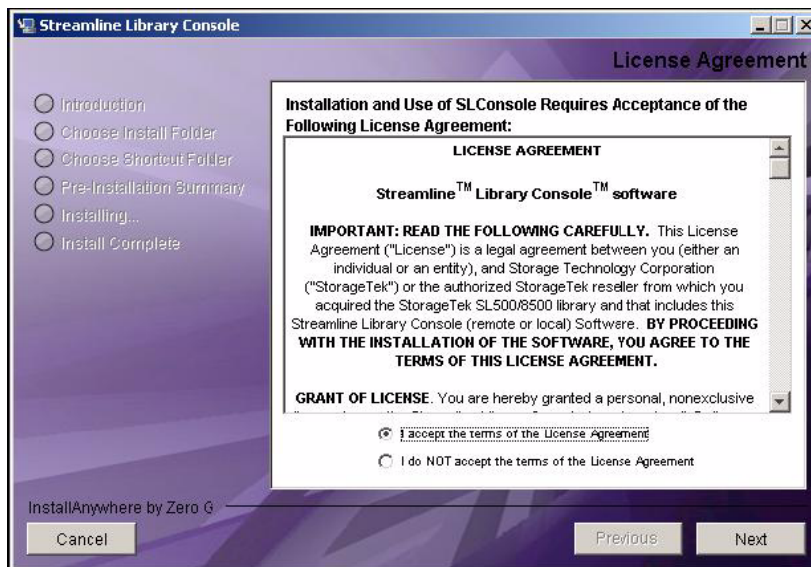 Streamline Library Console
License Agreement
Introduction
Choose Install Folder
Choose Shortcut Folder
Pre-Installation Summary
Installing...
Install Complete
Installation and Use of SLConsole Requires Acceptance of the
Following License Agreement:
LICENSE AGREEMENT
Streamline™ Library Console™ software
IMPORTANT: READ THE FOLLOWING CAREFULLY. This License
Agreement ("License") is a legal agreement between you (either an
individual or an entity), and Storage Technology Corporation
("StorageTek") or the authorized StorageTek reseller from which you
acquired the StorageTek SL500/8500 library and that includes this
Streamline Library Console (remote or local) Software. BY PROCEEDING
WITH THE INSTALLATION OF THE SOFTWARE, YOU AGREE TO THE
TERMS OF THIS LICENSE AGREEMENT.
GRANT OF LICENSE. You are hereby granted a personal, nonexclusive
I accept the terms of the License Agreement
I do NOT accept the terms of the License Agreement
InstallAnywhere by Zero G
Cancel
Previous
Next